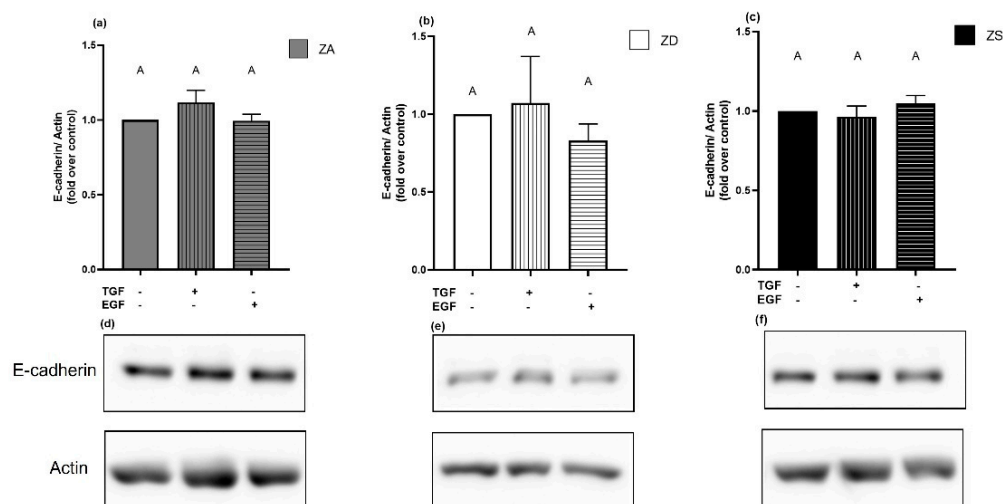 (a)
ZA
1.5
1.0
0.5
0.0
E-cadherin/ Actin
(fold over control)
A A A
TGF - + -
EGF - - +
(b)
ZD
1.5
1.0
0.5
0.0
E-cadherin/ Actin
(fold over control)
A A A
- + -
- - +
(c)
ZS
1.5
1.0
0.5
0.0
E-cadherin/ Actin
(fold over control)
A A A
TGF - + -
EGF - - +
(d)
(e)
(f)
E-cadherin
Actin